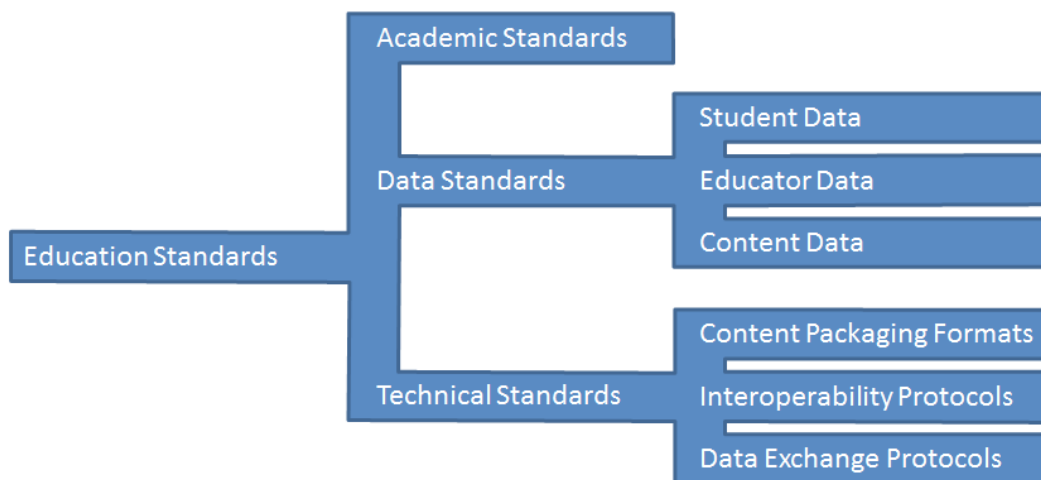 Academic Standards
Student Data
Data Standards
Educator Data
Content Data
Education Standards
Content Packaging Formats
Technical Standards
Interoperability Protocols
Data Exchange Protocols